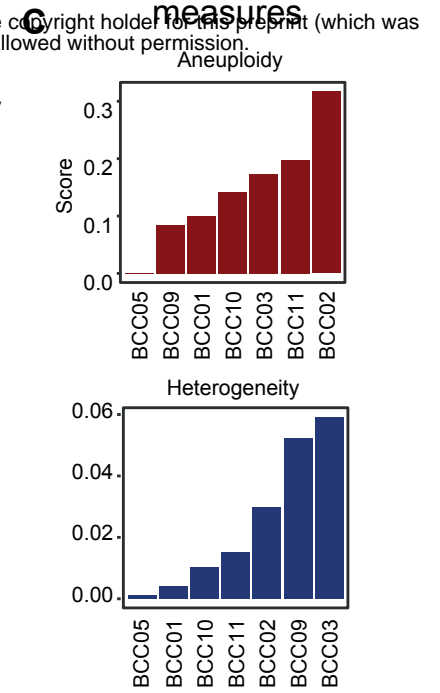 c measures
e copyright holder for this preprint (which was
llowed without permission.
Aneuploidy
0.3
0.2
0.1
0.0
Score
BCC05 BCC09 BCC01 BCC10 BCC03 BCC11 BCC02
Heterogeneity
0.06
0.04
0.02
0.00
BCC05 BCC01 BCC10 BCC11 BCC02 BCC09 BCC03